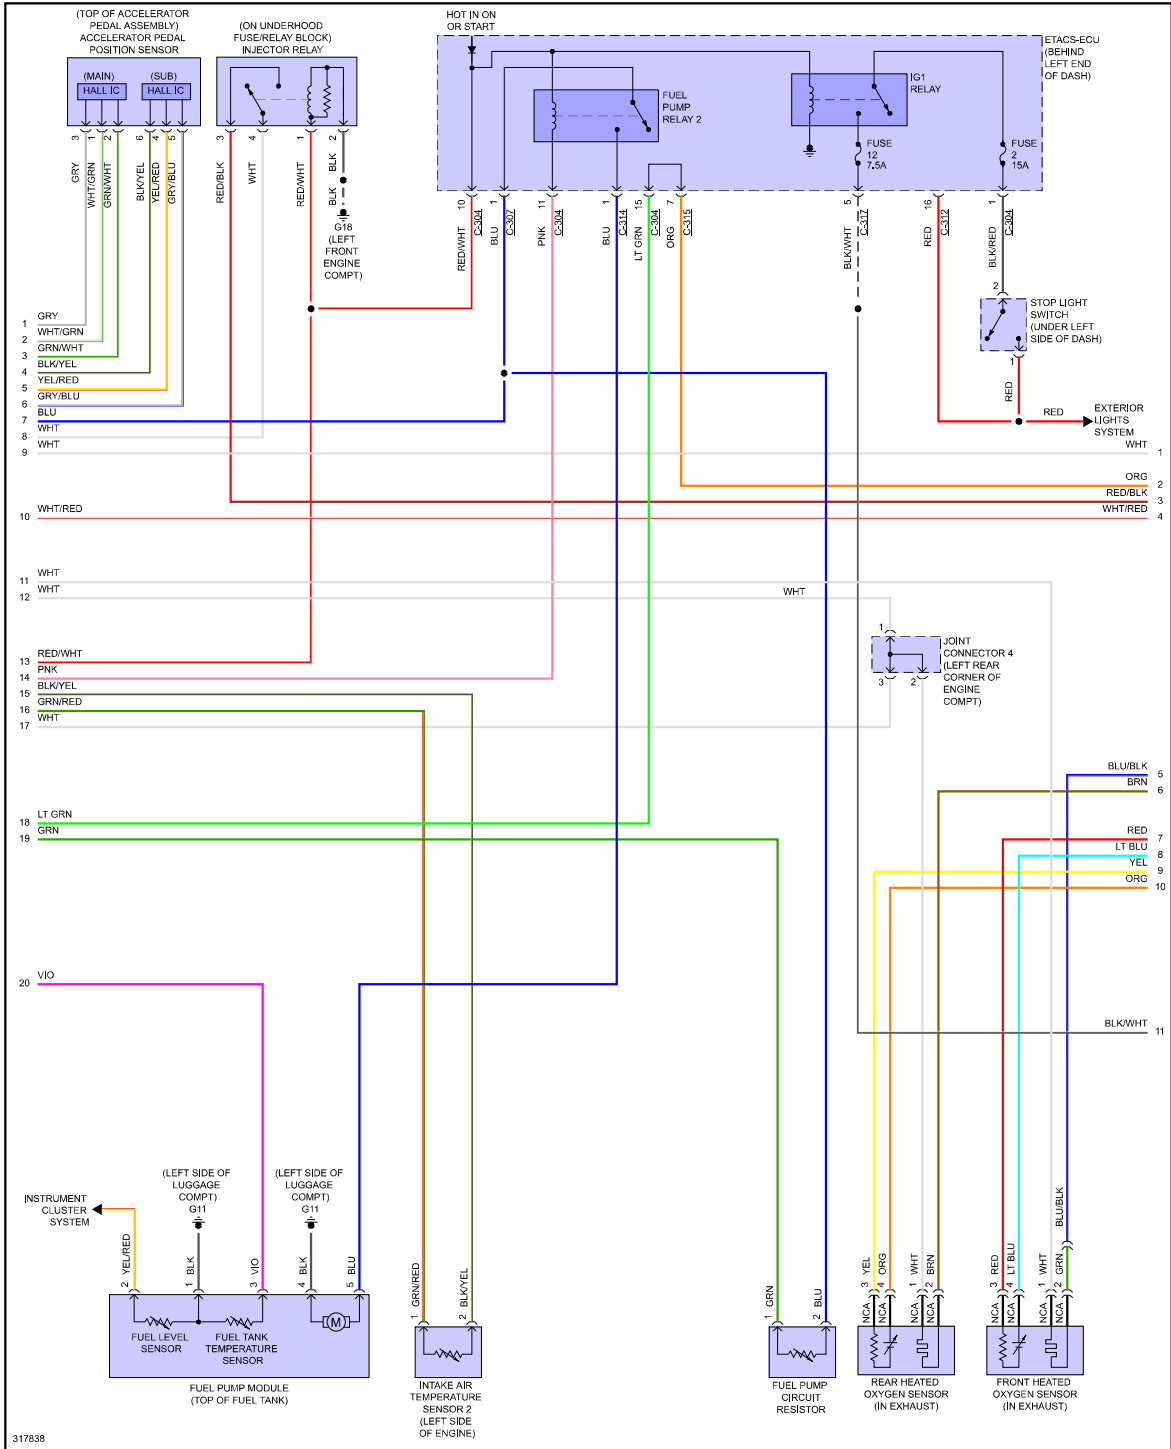 (TOP OF ACCELERATOR
PEDAL ASSEMBLY)
ACCELERATOR PEDAL
POSITION SENSOR
(MAIN)
HALL IC
(SUB)
HALL IC
3
1
2
6
4
5
GRY
WHT/GRN
GRN/WHT
BLK/YEL
YEL/RED
GRY/BLU
(ON UNDERHOOD
FUSE/RELAY BLOCK)
INJECTOR RELAY
3
4
1
2
RED/BLK
WHT
RED/WHT
BLK
BLK
G18
(LEFT
FRONT
ENGINE
COMPT)
HOT IN ON
OR START
ETACS-ECU
(BEHIND
LEFT END
OF DASH)
FUEL
PUMP
RELAY 2
IG1
RELAY
FUSE
12
7.5A
FUSE
2
15A
10
C-304
1
C-307
11
C-304
1
C-314
15
C-304
7
C-315
5
C-317
16
C-312
1
C-304
RED/WHT
BLU
PNK
BLU
LT GRN
ORG
BLK/WHT
RED
BLK/RED
2
STOP LIGHT
SWITCH
(UNDER LEFT
SIDE OF DASH)
1
RED
RED
EXTERIOR
LIGHTS
SYSTEM
1 GRY
2 WHT/GRN
3 GRN/WHT
4 BLK/YEL
5 YEL/RED
6 GRY/BLU
7 BLU
8 WHT
9 WHT
WHT 1
ORG 2
RED/BLK 3
WHT/RED 4
10 WHT/RED
11 WHT
12 WHT
WHT
1
3
2
JOINT
CONNECTOR 4
(LEFT REAR
CORNER OF
ENGINE
COMPT)
13 RED/WHT
14 PNK
15 BLK/YEL
16 GRN/RED
17 WHT
BLU/BLK 5
BRN 6
18 LT GRN
19 GRN
RED 7
LT BLU 8
YEL 9
ORG 10
20 VIO
BLK/WHT 11
INSTRUMENT
CLUSTER
SYSTEM
(LEFT SIDE OF
LUGGAGE
COMPT)
G11
(LEFT SIDE OF
LUGGAGE
COMPT)
G11
YEL/RED
BLK
VIO
BLK
BLU
2
1
3
4
5
FUEL LEVEL
SENSOR
FUEL TANK
TEMPERATURE
SENSOR
M
FUEL PUMP MODULE
(TOP OF FUEL TANK)
GRN/RED
BLK/YEL
1
2
INTAKE AIR
TEMPERATURE
SENSOR 2
(LEFT SIDE
OF ENGINE)
GRN
BLU
1
2
FUEL PUMP
CIRCUIT
RESISTOR
YEL
ORG
WHT
BRN
3
4
1
2
NCA
NCA
NCA
NCA
REAR HEATED
OXYGEN SENSOR
(IN EXHAUST)
BLU/BLK
RED
LT BLU
WHT
GRN
3
4
1
2
NCA
NCA
NCA
NCA
FRONT HEATED
OXYGEN SENSOR
(IN EXHAUST)
317838